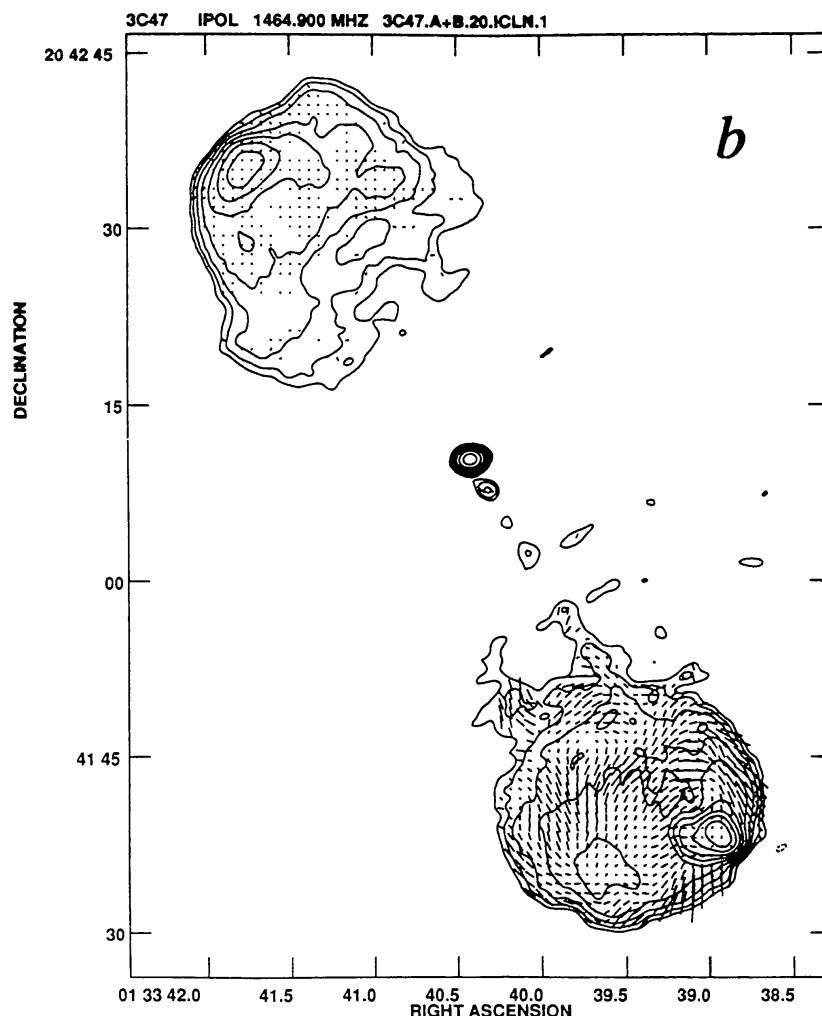 3C47 IPOL 1464.900 MHZ 3C47.A+B.20.ICLN.1
b
20 42 45
30
15
00
41 45
30
DECLINATION
01 33 42.0 41.5 41.0 40.5 40.0 39.5 39.0 38.5
RIGHT ASCENSION